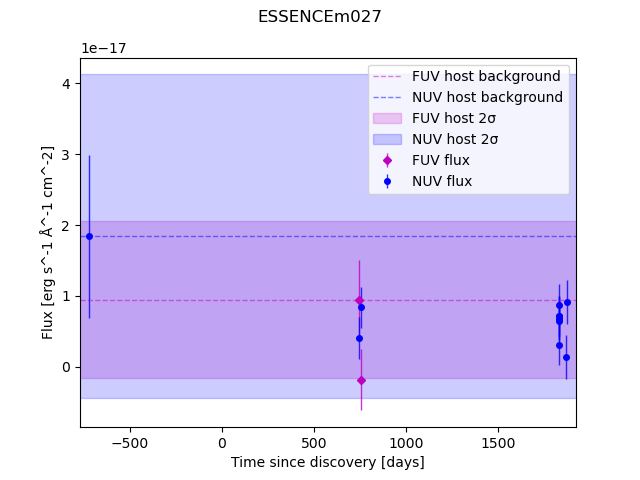 ESSENCEm027
1e−17
FUV host background
NUV host background
FUV host 2σ
NUV host 2σ
FUV flux
NUV flux
4
3
2
1
0
Flux [erg s^-1 Å^-1 cm^-2]
−500
0
500
1000
1500
Time since discovery [days]